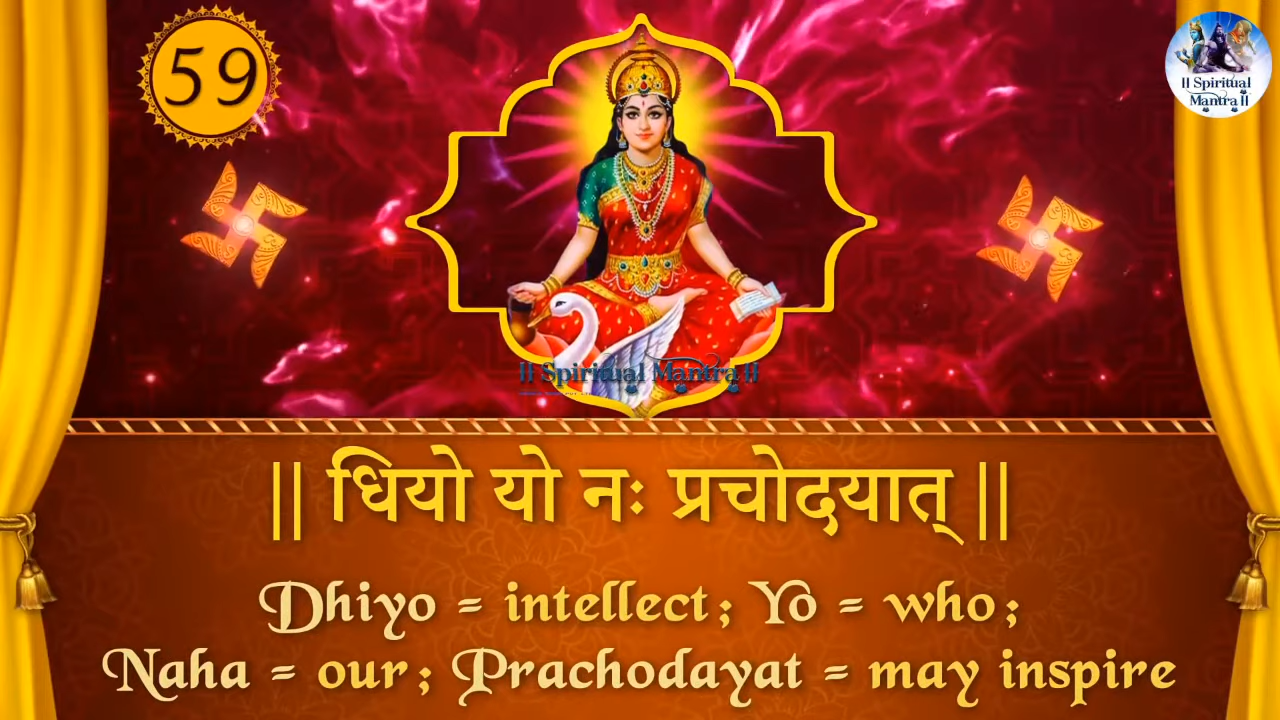 59
|| Spiritual
Mantra ||
|| Spiritual Mantra ||
|| धियो यो नः प्रचोदयात् ||
Dhiyo = intellect; Yo = who;
Naha = our; Prachodayat = may inspire